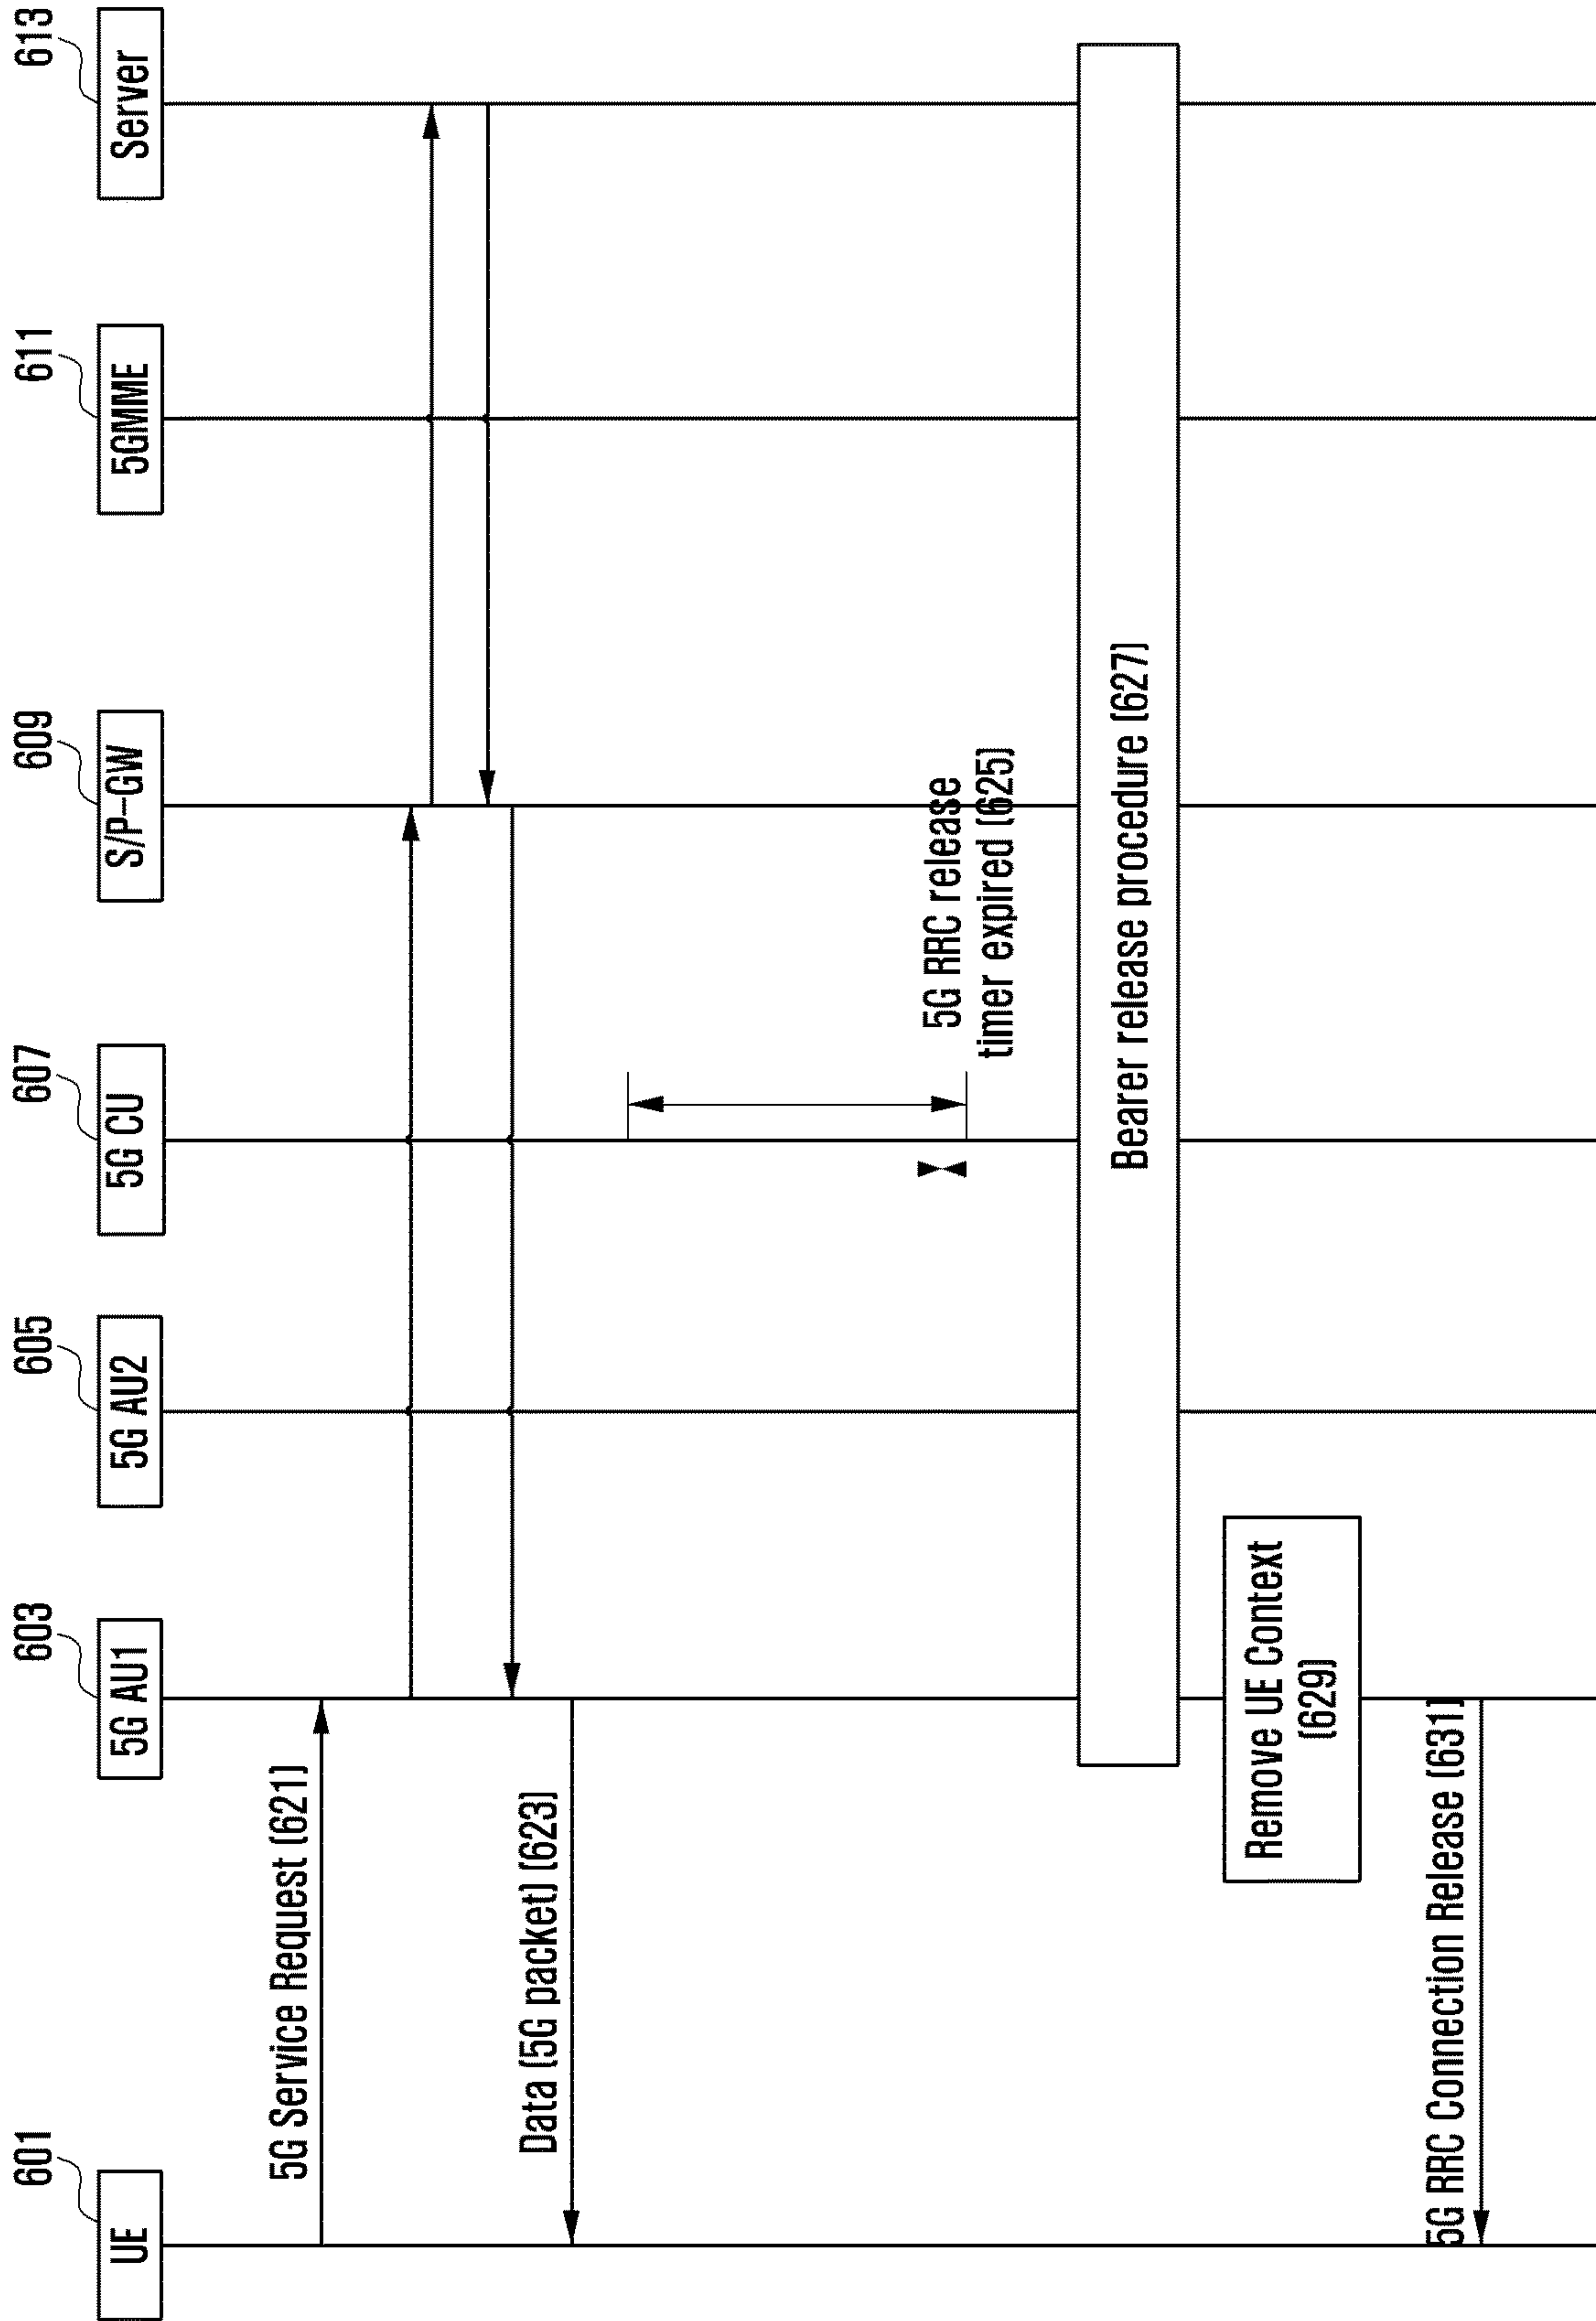 601
603
605
607
609
611
613
UE
5G AU1
5G AU2
5G CU
S/P-GW
5GMME
Server
5G Service Request (621)
Data (5G packet) (623)
5G RRC release
timer expired (625)
Bearer release procedure (627)
Remove UE Context
(629)
5G RRC Connection Release (631)